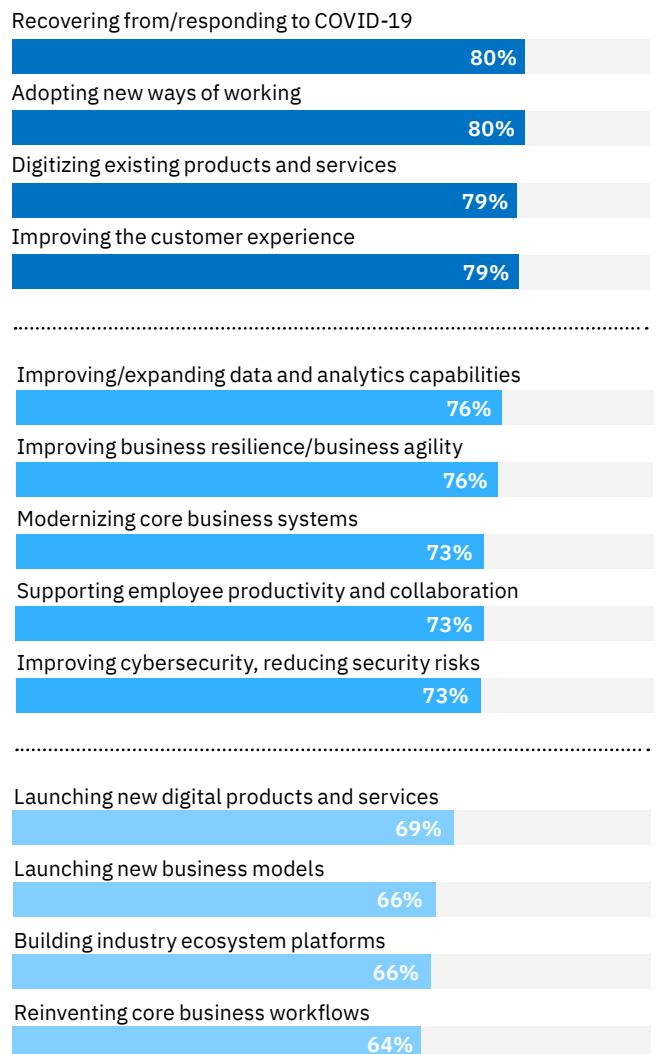 Recovering from/responding to COVID-19
80%
Adopting new ways of working
80%
Digitizing existing products and services
79%
Improving the customer experience
79%
Improving/expanding data and analytics capabilities
76%
Improving business resilience/business agility
76%
Modernizing core business systems
73%
Supporting employee productivity and collaboration
73%
Improving cybersecurity, reducing security risks
73%
Launching new digital products and services
69%
Launching new business models
66%
Building industry ecosystem platforms
66%
Reinventing core business workflows
64%